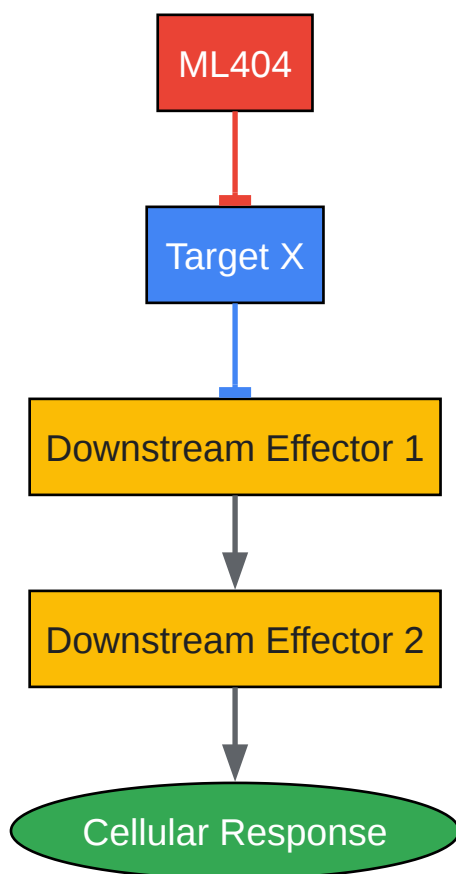 ML404
Target X
Downstream Effector 1
Downstream Effector 2
Cellular Response